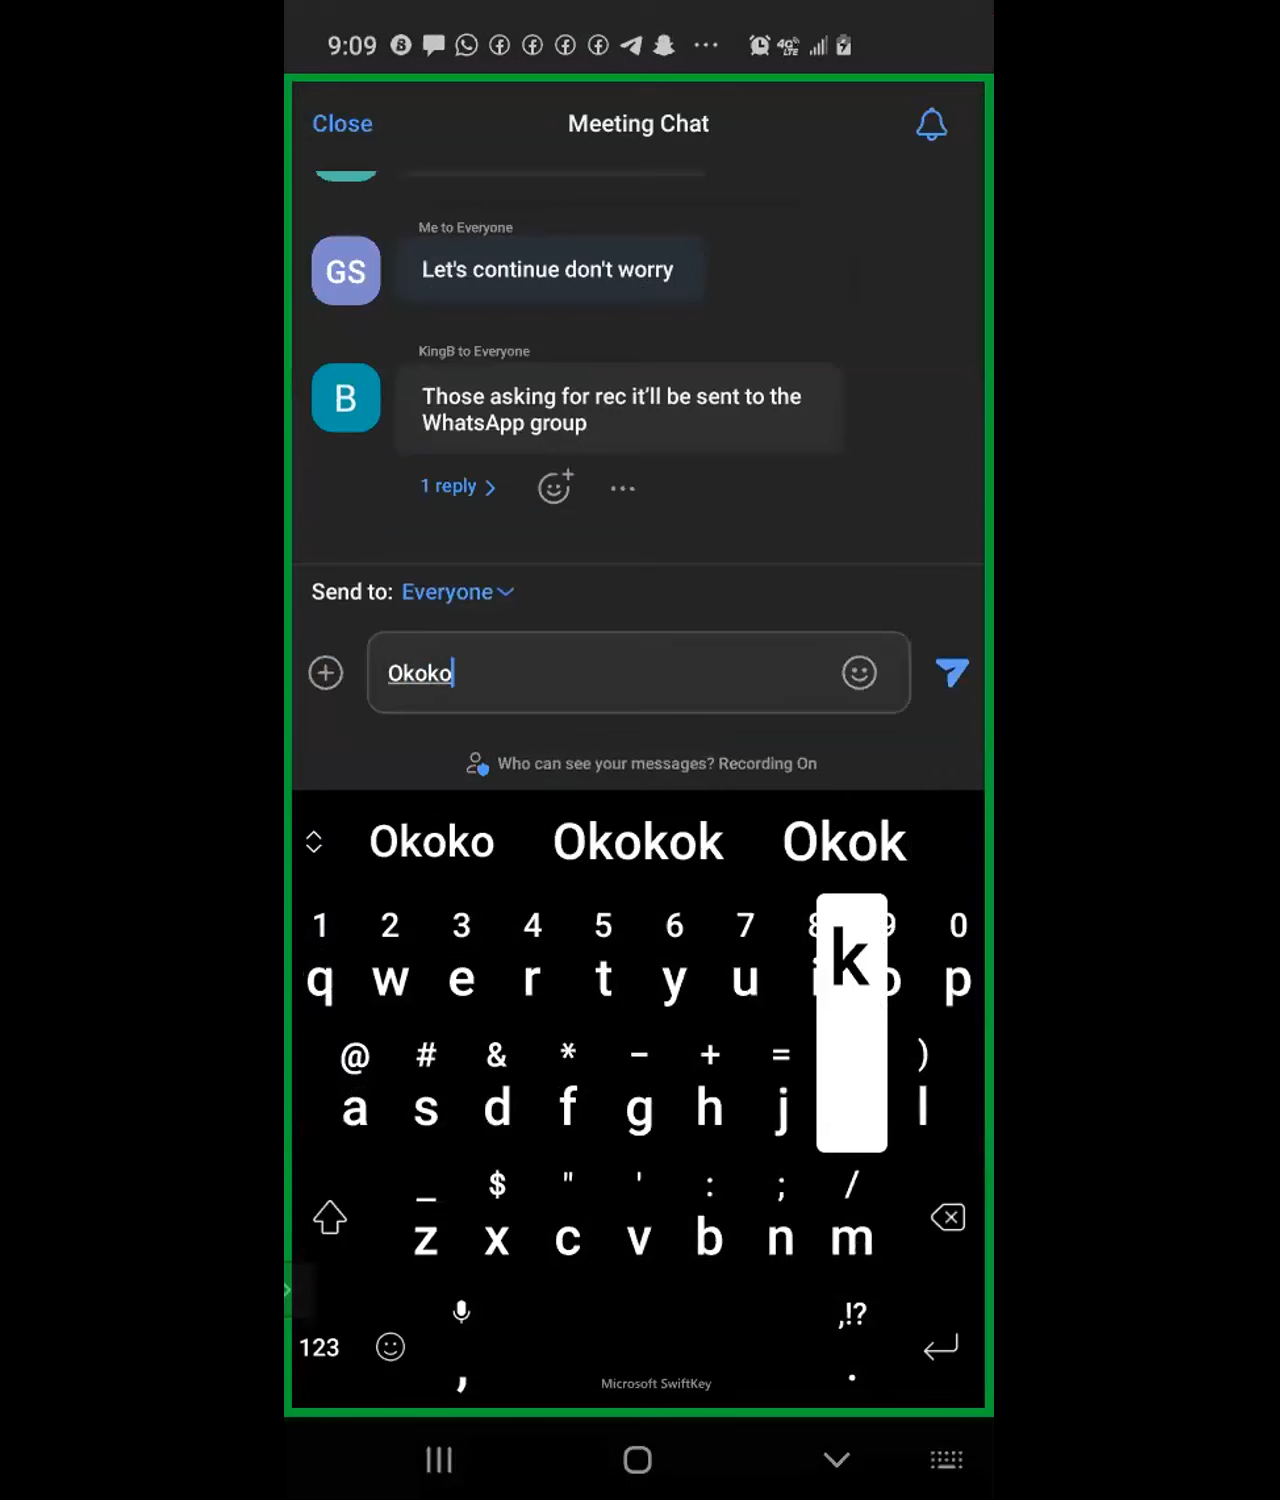 9:09
Close Meeting Chat
Me to Everyone
GS Let's continue don't worry
KingB to Everyone
B Those asking for rec it'll be sent to the
WhatsApp group
1 reply
Send to: Everyone
Okoko
Who can see your messages? Recording On
Okoko Okokok Okok
1 2 3 4 5 6 7 8 9 0
q w e r t y u i o p
k
@ # & * - + = )
a s d f g h j l
_ $ " ' : ; /
z x c v b n m
,!?
123 , Microsoft SwiftKey .